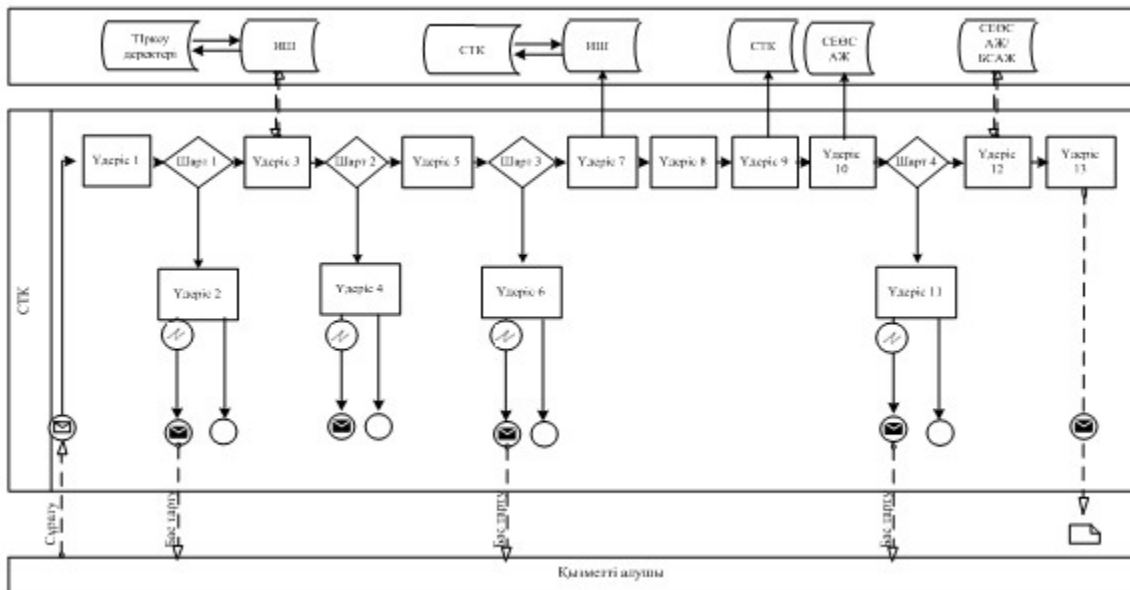 Тіркеу
деректері
ИШ
СТК
ИШ
СТК
СЕӨС
АЖ
СЕӨС
АЖ/
БСАЖ
СТК
Үдеріс 1
Шарт 1
Үдеріс 3
Шарт 2
Үдеріс 5
Шарт 3
Үдеріс 7
Үдеріс 8
Үдеріс 9
Үдеріс
10
Шарт 4
Үдеріс
12
Үдеріс
13
Үдеріс 2
Үдеріс 4
Үдеріс 6
Үдеріс 11
Сұрату
Бас тарту
Бас тарту
Бас тарту
Қызметті алушы